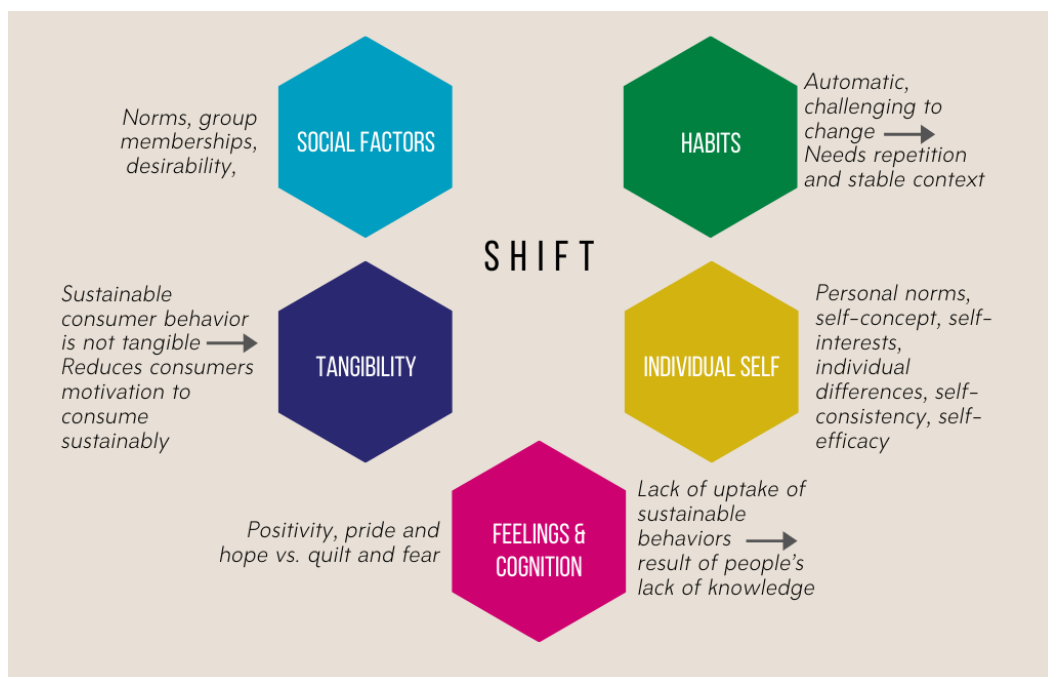 Norms, group
memberships,
desirability,
SOCIAL FACTORS
HABITS
Automatic,
challenging to
change
Needs repetition
and stable context
SHIFT
Sustainable
consumer behavior
is not tangible
Reduces consumers
motivation to
consume
sustainably
TANGIBILITY
INDIVIDUAL SELF
Personal norms,
self-concept, self-
interests,
individual
differences, self-
consistency, self-
efficacy
Positivity, pride and
hope vs. quilt and fear
FEELINGS &
COGNITION
Lack of uptake of
sustainable
behaviors
result of people's
lack of knowledge